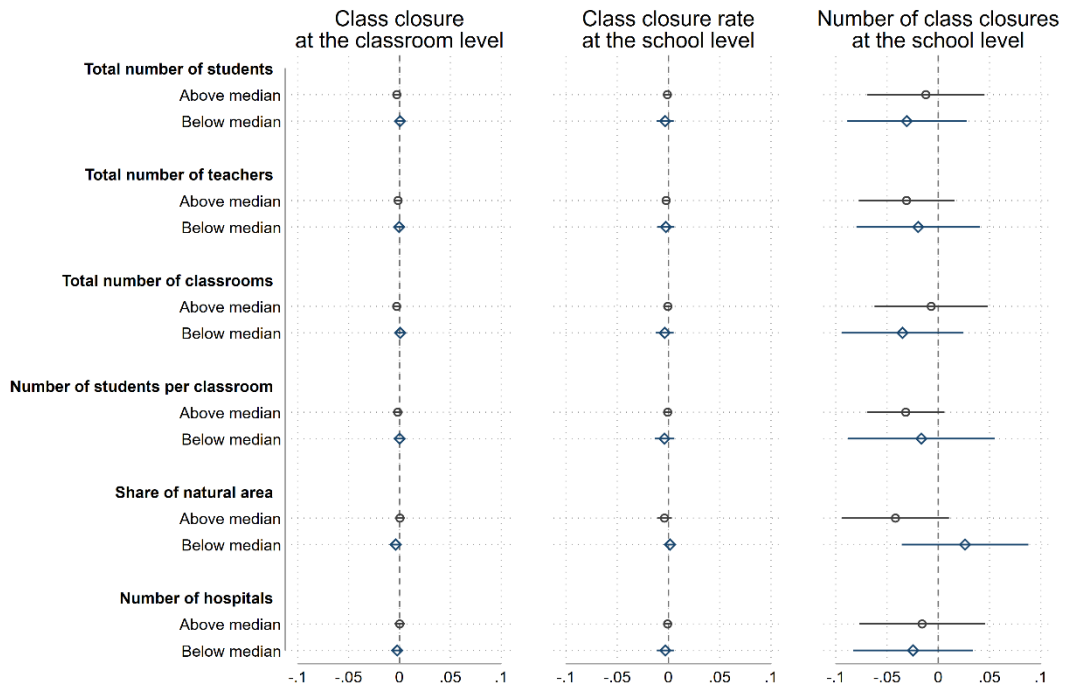 Class closure
at the classroom level
Class closure rate
at the school level
Number of class closures
at the school level
Total number of students
Above median
Below median
Total number of teachers
Above median
Below median
Total number of classrooms
Above median
Below median
Number of students per classroom
Above median
Below median
Share of natural area
Above median
Below median
Number of hospitals
Above median
Below median
-.1 -.05 0 .05 .1
-.1 -.05 0 .05 .1
-.1 -.05 0 .05 .1